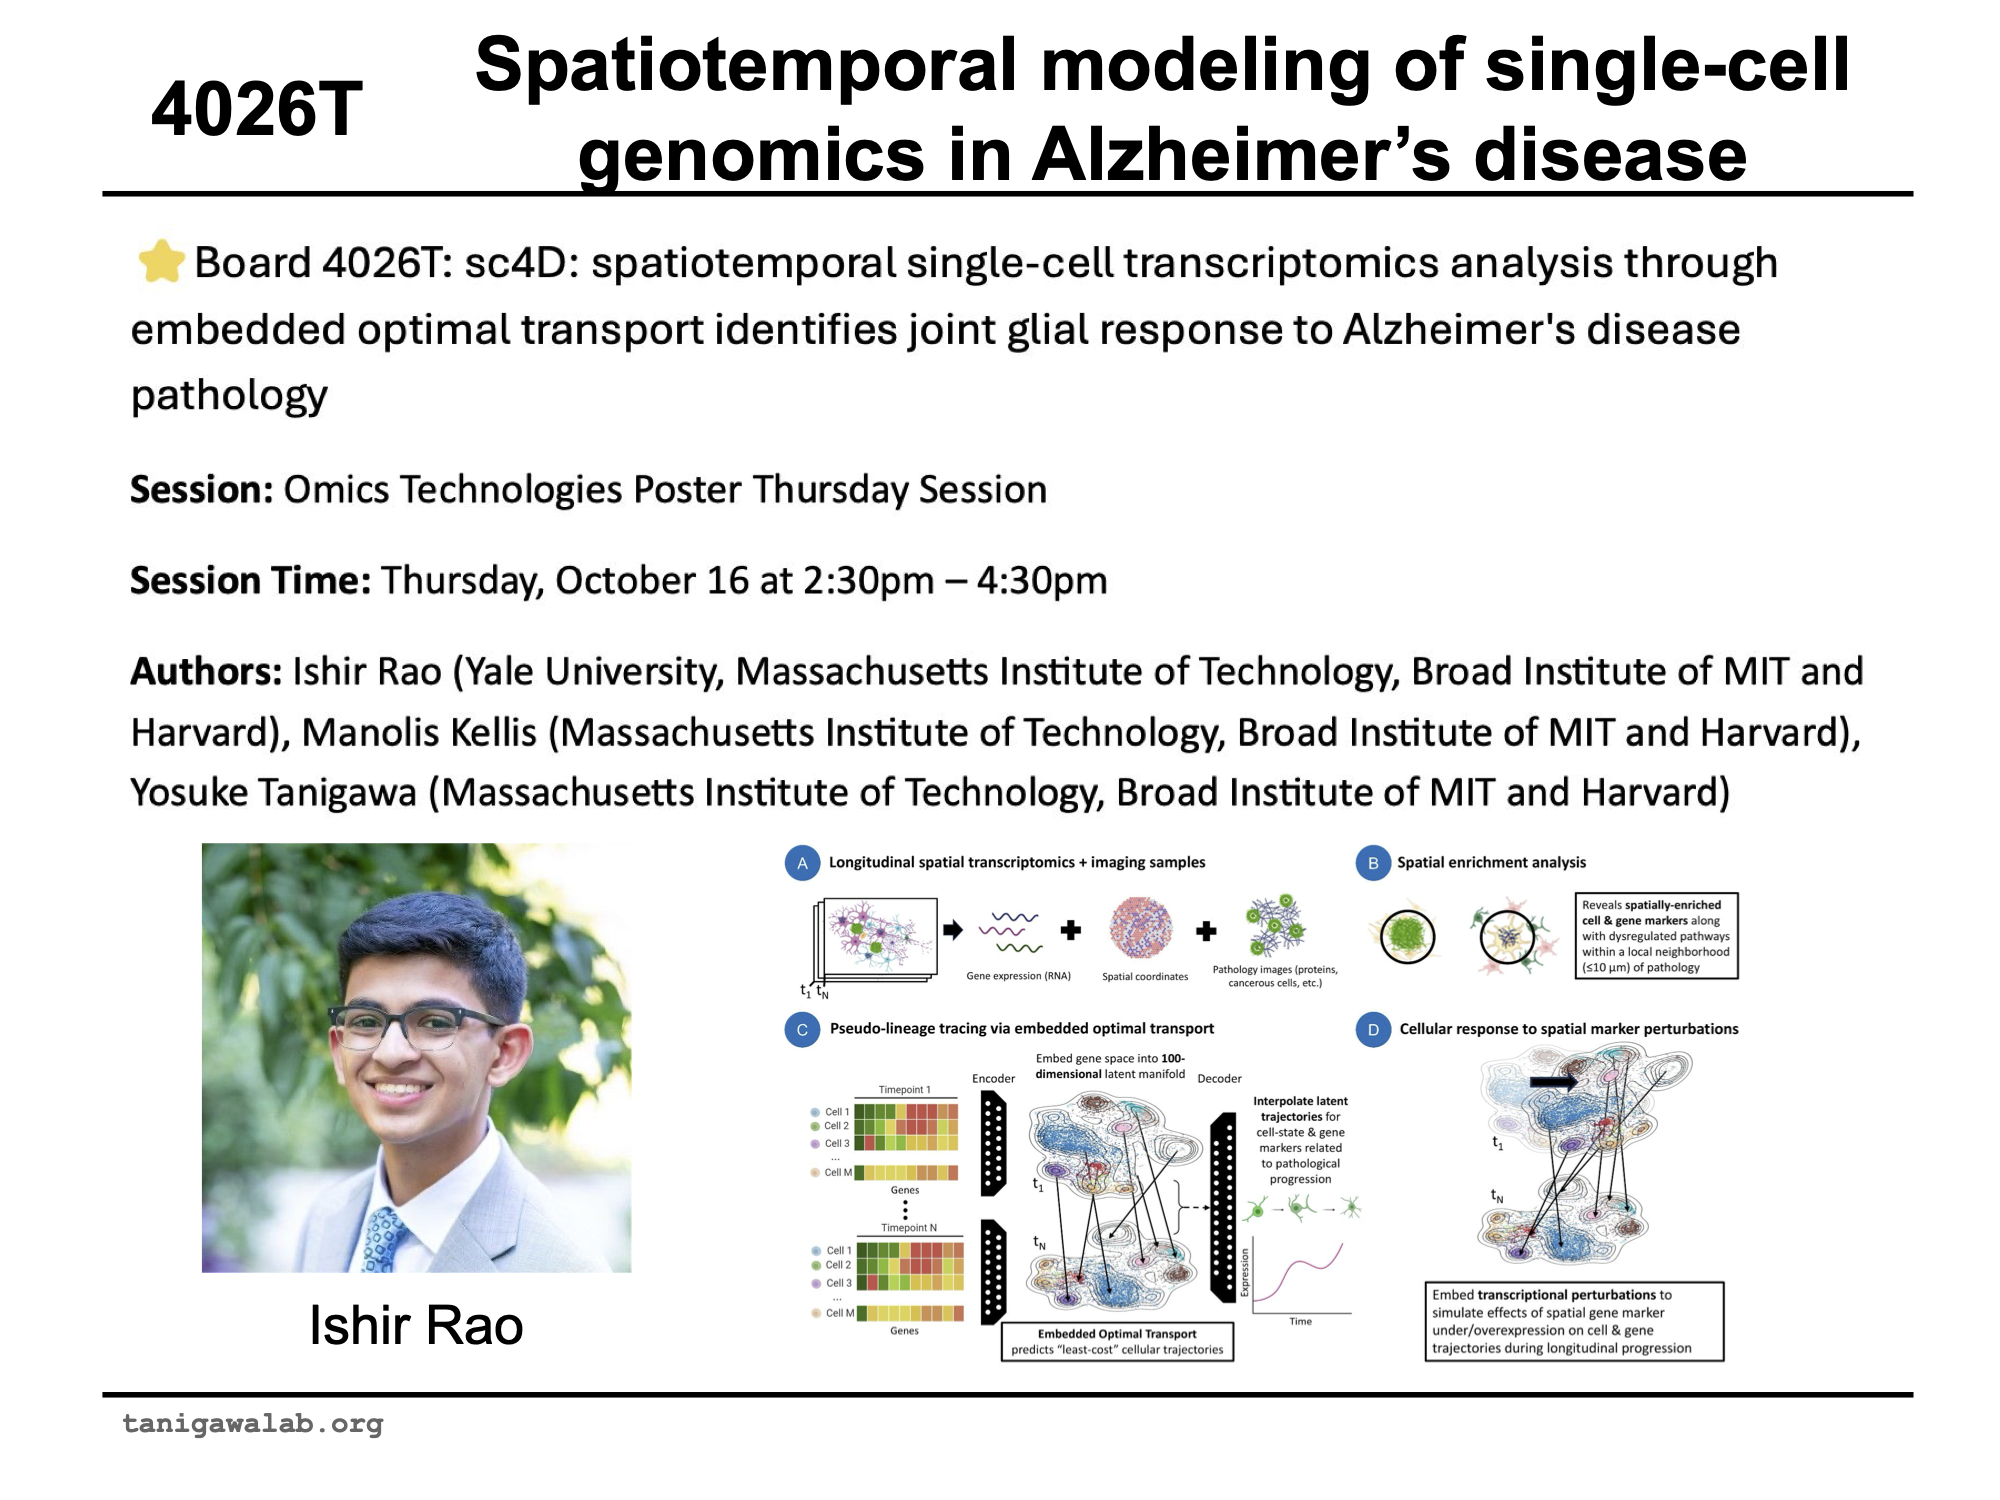 4026T
Spatiotemporal modeling of single-cell
genomics in Alzheimer’s disease
Board 4026T: sc4D: spatiotemporal single-cell transcriptomics analysis through
embedded optimal transport identifies joint glial response to Alzheimer's disease
pathology
Session: Omics Technologies Poster Thursday Session
Session Time: Thursday, October 16 at 2:30pm – 4:30pm
Authors: Ishir Rao (Yale University, Massachusetts Institute of Technology, Broad Institute of MIT and
Harvard), Manolis Kellis (Massachusetts Institute of Technology, Broad Institute of MIT and Harvard),
Yosuke Tanigawa (Massachusetts Institute of Technology, Broad Institute of MIT and Harvard)
Ishir Rao
A
Longitudinal spatial transcriptomics + imaging samples
t1 tN
Gene expression (RNA)
Spatial coordinates
Pathology images (proteins,
cancerous cells, etc.)
B
Spatial enrichment analysis
Reveals spatially-enriched
cell & gene markers along
with dysregulated pathways
within a local neighborhood
(≤10 μm) of pathology
C
Pseudo-lineage tracing via embedded optimal transport
Timepoint 1
Cell 1
Cell 2
Cell 3
...
Cell M
Genes
Timepoint N
Cell 1
Cell 2
Cell 3
...
Cell M
Genes
Encoder
Embed gene space into 100-
dimensional latent manifold
t1
tN
Decoder
Interpolate latent
trajectories for
cell-state & gene
markers related
to pathological
progression
Expression
Time
Embedded Optimal Transport
predicts “least-cost” cellular trajectories
D
Cellular response to spatial marker perturbations
t1
tN
Embed transcriptional perturbations to
simulate effects of spatial gene marker
under/overexpression on cell & gene
trajectories during longitudinal progression
tanigawalab.org